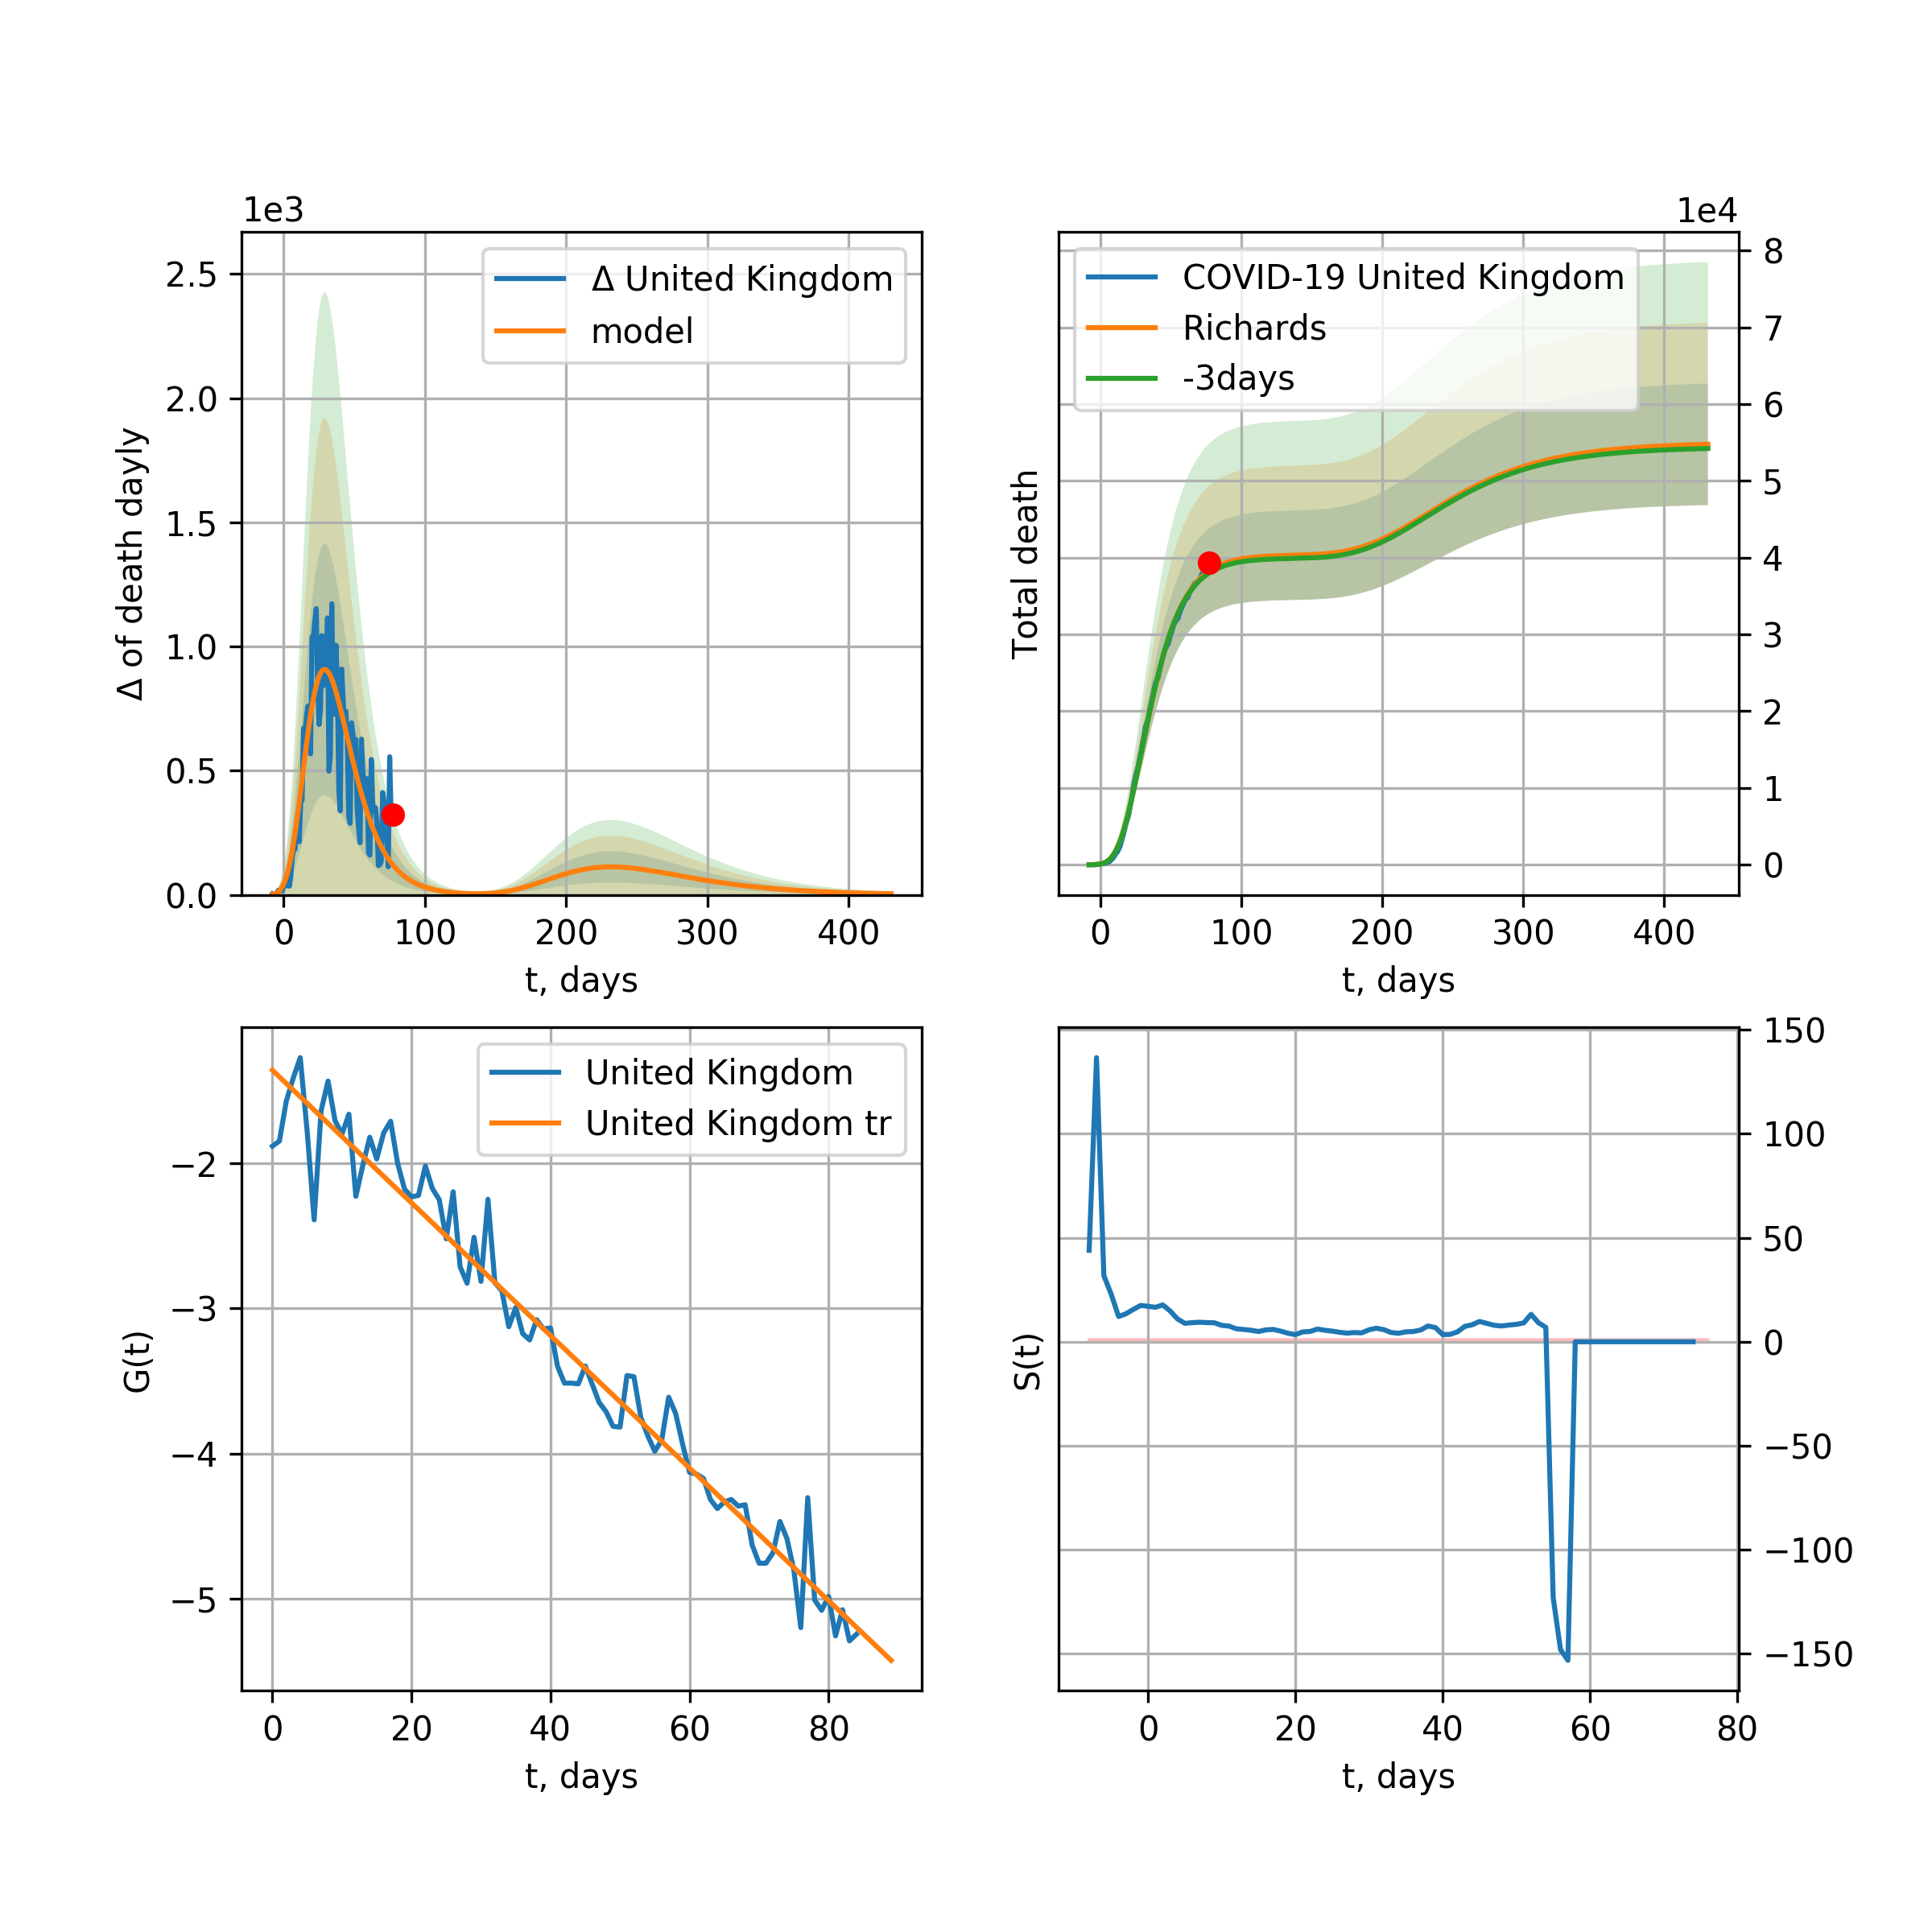 1e3
Δ of death dayly
2.5
2.0
1.5
1.0
0.5
0.0
0 100 200 300 400
t, days
Δ United Kingdom
model
1e4
Total death
8
7
6
5
4
3
2
1
0
0 100 200 300 400
t, days
COVID-19 United Kingdom
Richards
-3days
G(t)
−2
−3
−4
−5
0 20 40 60 80
t, days
United Kingdom
United Kingdom tr
S(t)
150
100
50
0
−50
−100
−150
0 20 40 60 80
t, days